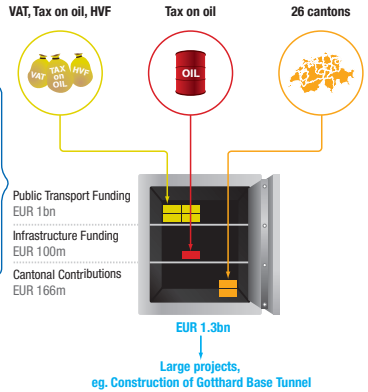 VAT, Tax on oil, HVF
Tax on oil
26 cantons
VAT
TAX
on
OIL
HVF
OIL
Public Transport Funding
EUR 1bn
Infrastructure Funding
EUR 100m
Cantonal Contributions
EUR 166m
EUR 1.3bn
Large projects,
eg. Construction of Gotthard Base Tunnel